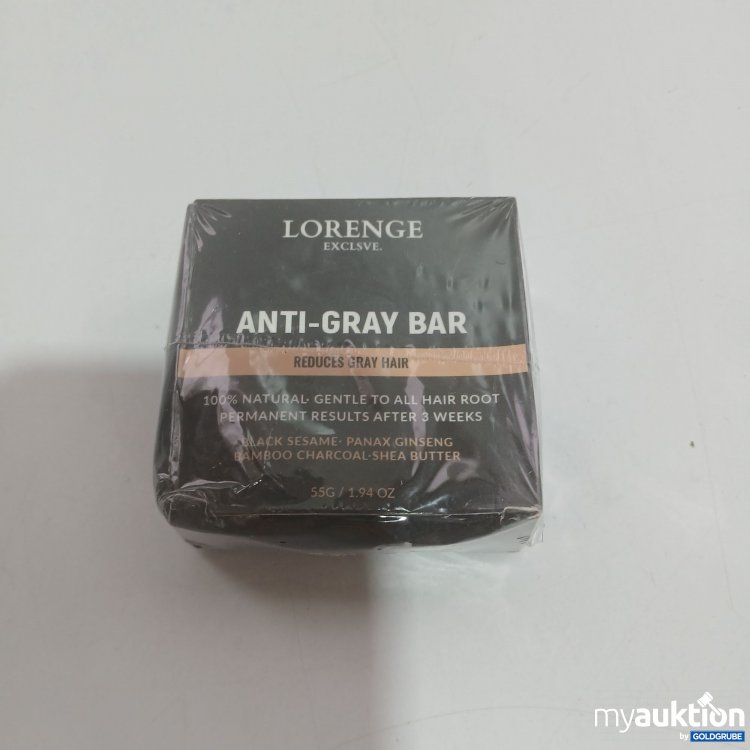 LORENGE
EXCLSVE.
ANTI-GRAY BAR
REDUCES GRAY HAIR
100% NATURAL· GENTLE TO ALL HAIR ROOT
PERMANENT RESULTS AFTER 3 WEEKS
BLACK SESAME· PANAX GINSENG
BAMBOO CHARCOAL·SHEA BUTTER
55G / 1.94 OZ
myauktion
by GOLDGRUBE